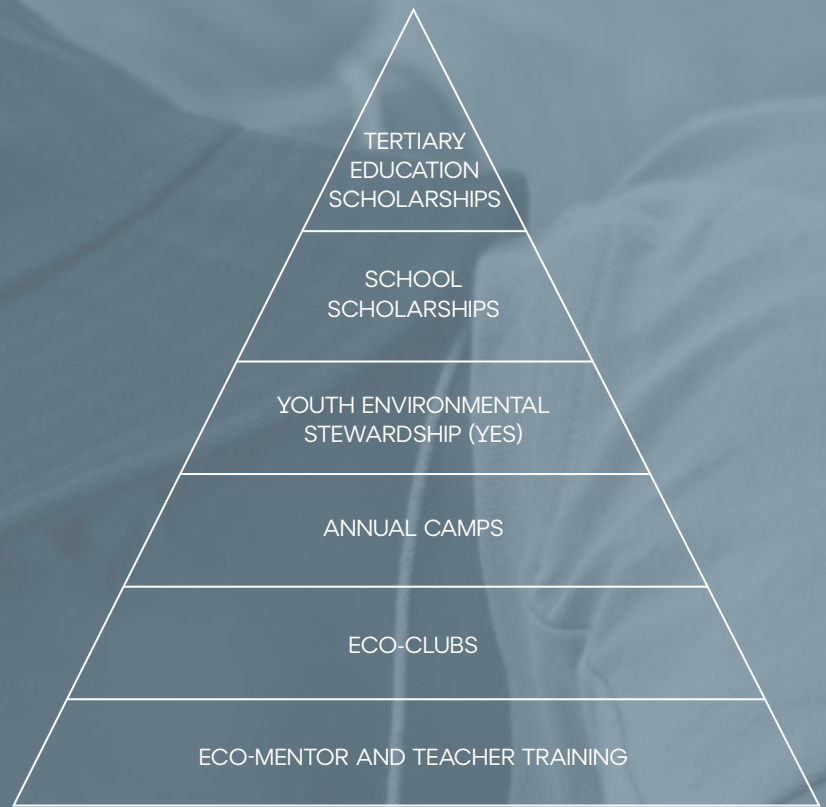 TERTIARY
EDUCATION
SCHOLARSHIPS
SCHOOL
SCHOLARSHIPS
YOUTH ENVIRONMENTAL
STEWARDSHIP (YES)
ANNUAL CAMPS
ECO-CLUBS
ECO-MENTOR AND TEACHER TRAINING